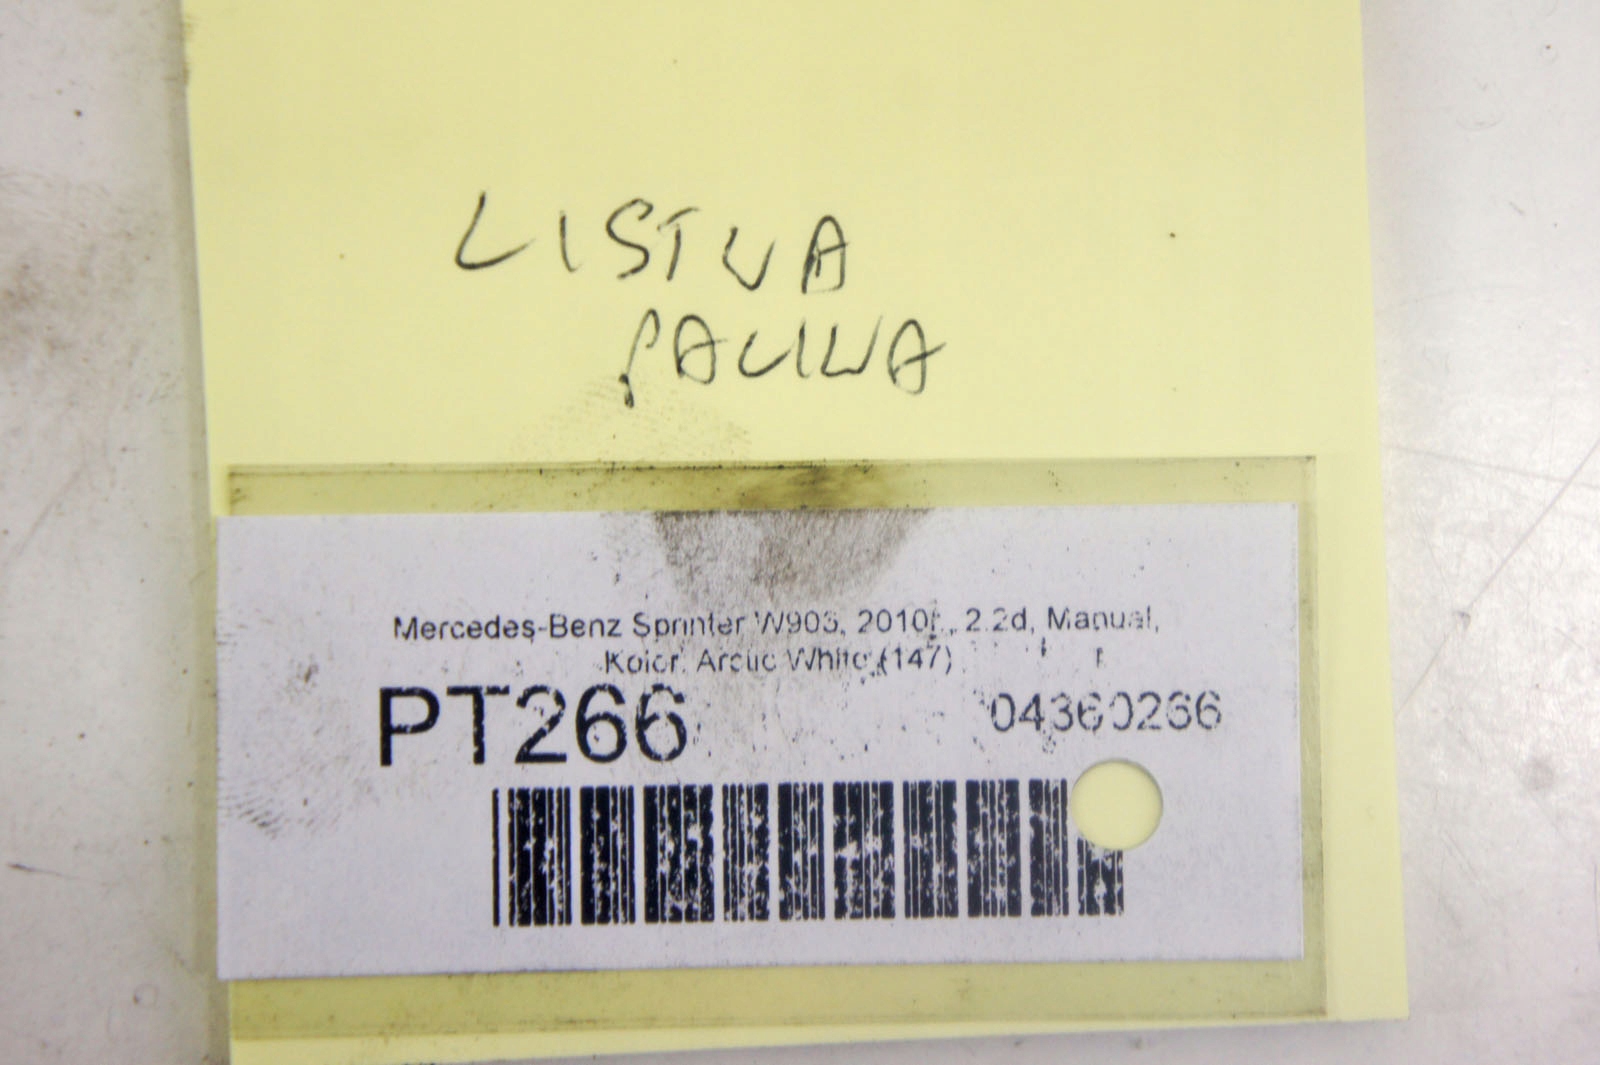 LISTWA
PALIWA
Mercedes-Benz Sprinter W906, 2010r., 2.2d, Manual,
Kolor: Arctic White (147)
PT266
04360266